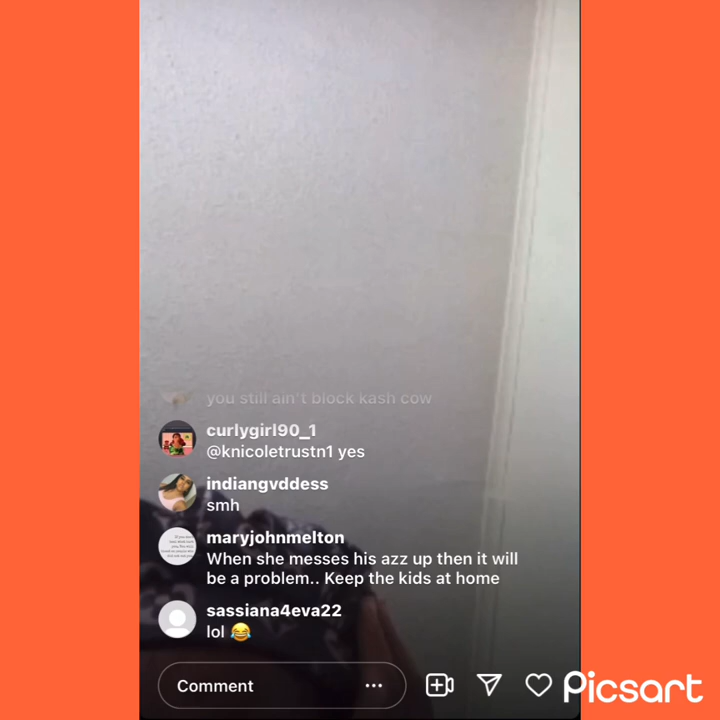 you still ain't block kash cow
curlygirl90_1
@knicoletrustn1 yes
indiangvddess
smh
maryjohnmelton
When she messes his azz up then it will
be a problem.. Keep the kids at home
sassiana4eva22
lol 😂
Comment
Picsart